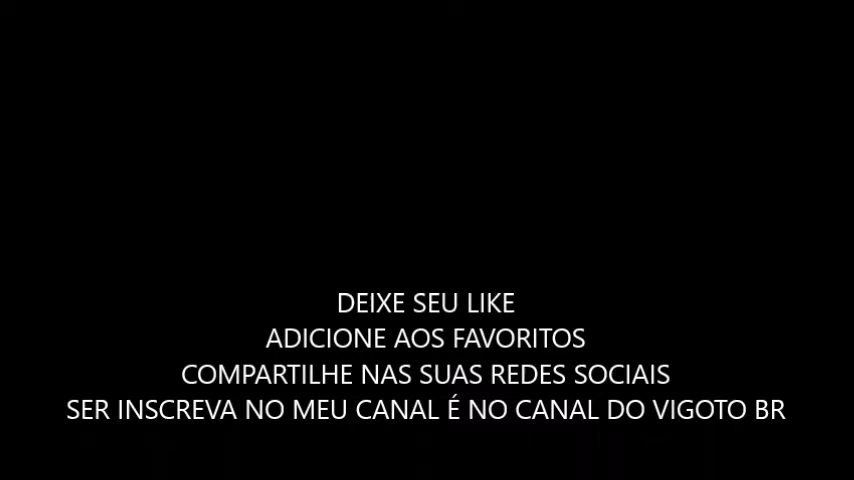 DEIXE SEU LIKE
ADICIONE AOS FAVORITOS
COMPARTILHE NAS SUAS REDES SOCIAIS
SER INSCREVA NO MEU CANAL É NO CANAL DO VIGOTO BR